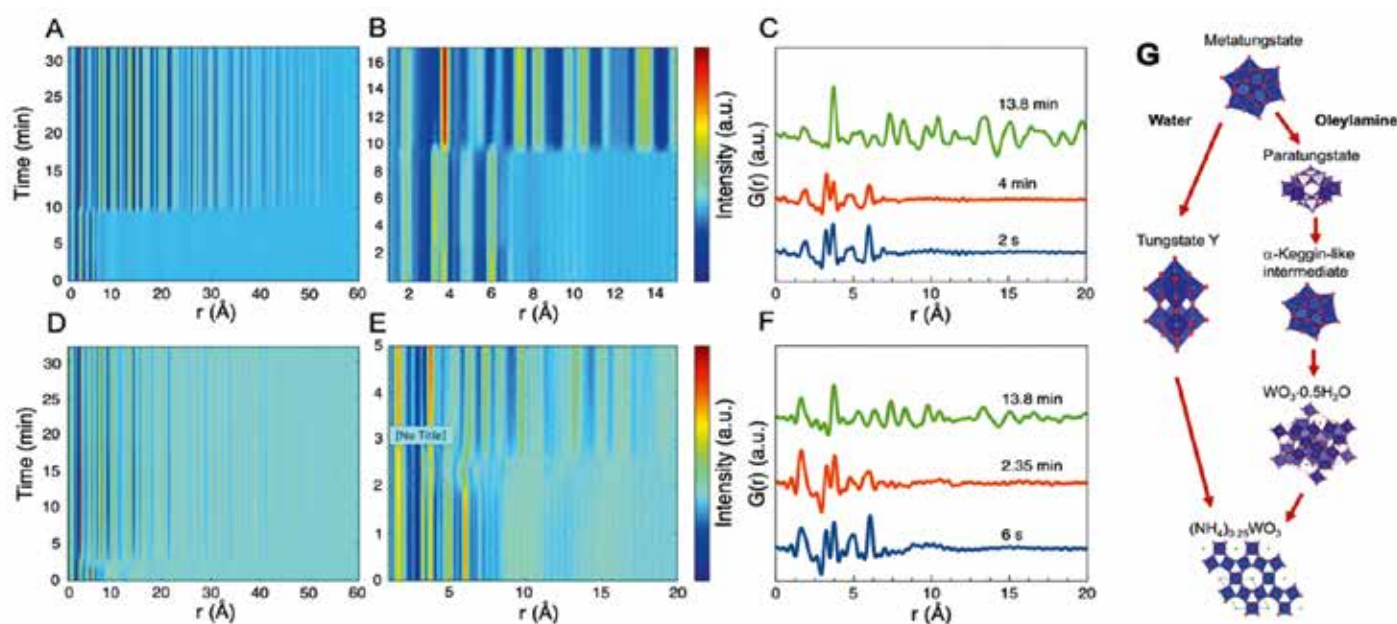 A
B
C
G
Time (min)
30
25
20
15
10
5
0
0 10 20 30 40 50 60
r (Å)
16
14
12
10
8
6
4
2
2 4 6 8 10 12 14
r (Å)
Intensity (a.u.)
G(r) (a.u.)
13.8 min
4 min
2 s
0 5 10 15 20
r (Å)
Metatungstate
Water
Oleylamine
Paratungstate
Tungstate Y
α-Keggin-like
intermediate
WO₃·0.5H₂O
(NH₄)₀.₂₅WO₃
D
E
F
Time (min)
30
25
20
15
10
5
0
0 10 20 30 40 50 60
r (Å)
5
4
3
2
1
0
[No Title]
5 10 15 20
r (Å)
Intensity (a.u.)
G(r) (a.u.)
13.8 min
2.35 min
6 s
0 5 10 15 20
r (Å)